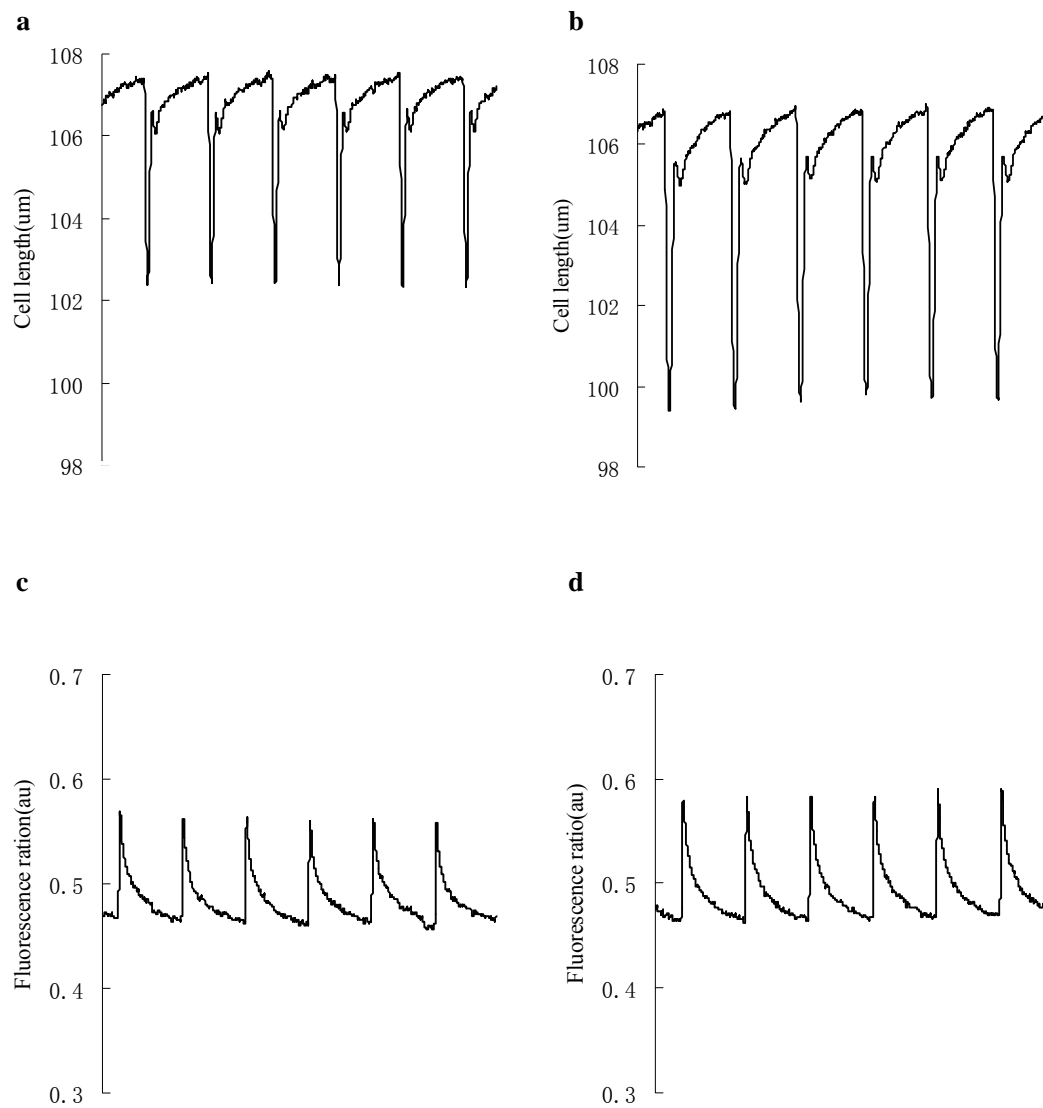 a
108
106
104
102
100
98
Cell length(um)
b
108
106
104
102
100
98
Cell length(um)
c
0.7
0.6
0.5
0.4
0.3
Fluorescence ration(au)
d
0.7
0.6
0.5
0.4
0.3
Fluorescence ratio(au)